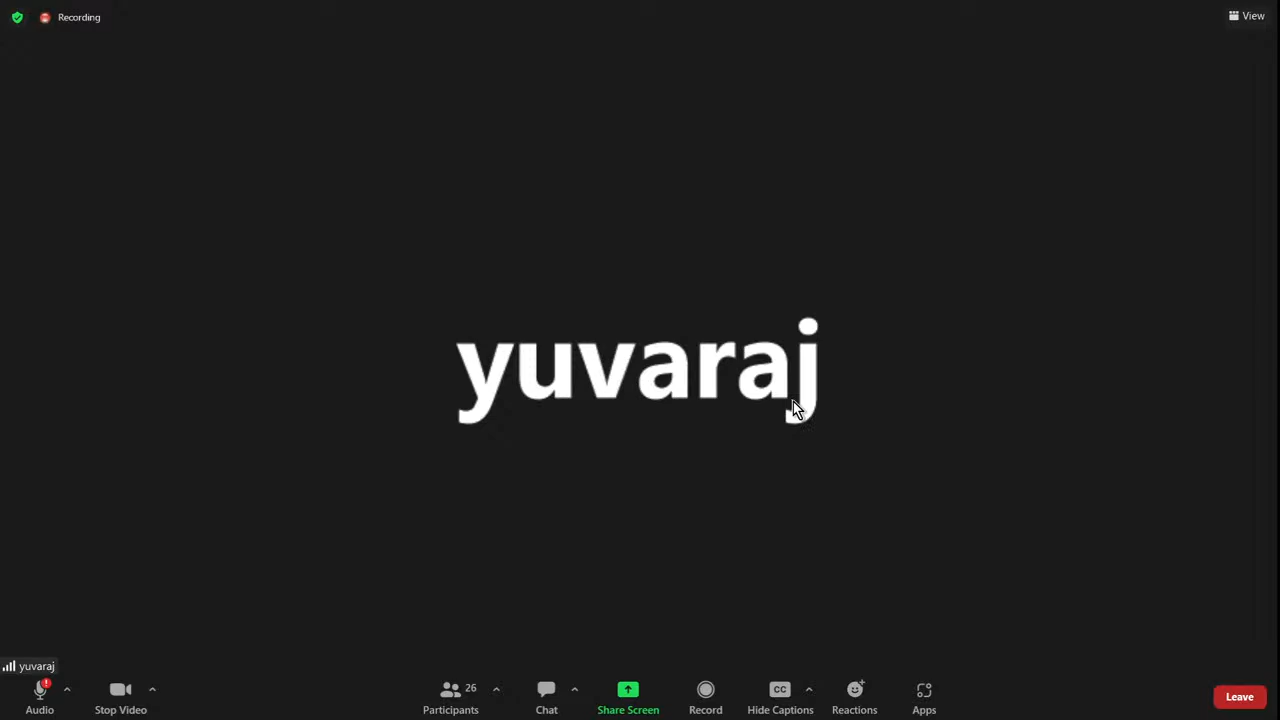 Recording
View
yuvaraj
yuvaraj
Audio
Stop Video
26
Participants
Chat
Share Screen
Record
CC
Hide Captions
Reactions
Apps
Leave